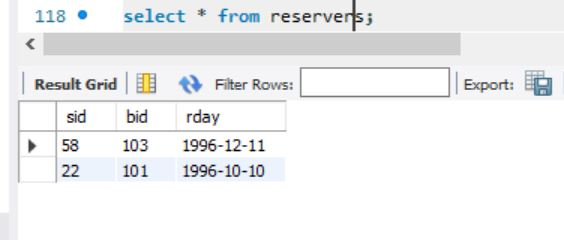 118 select * from reservers;
Result Grid Filter Rows: Export:
sid bid rday
58 103 1996-12-11
22 101 1996-10-10